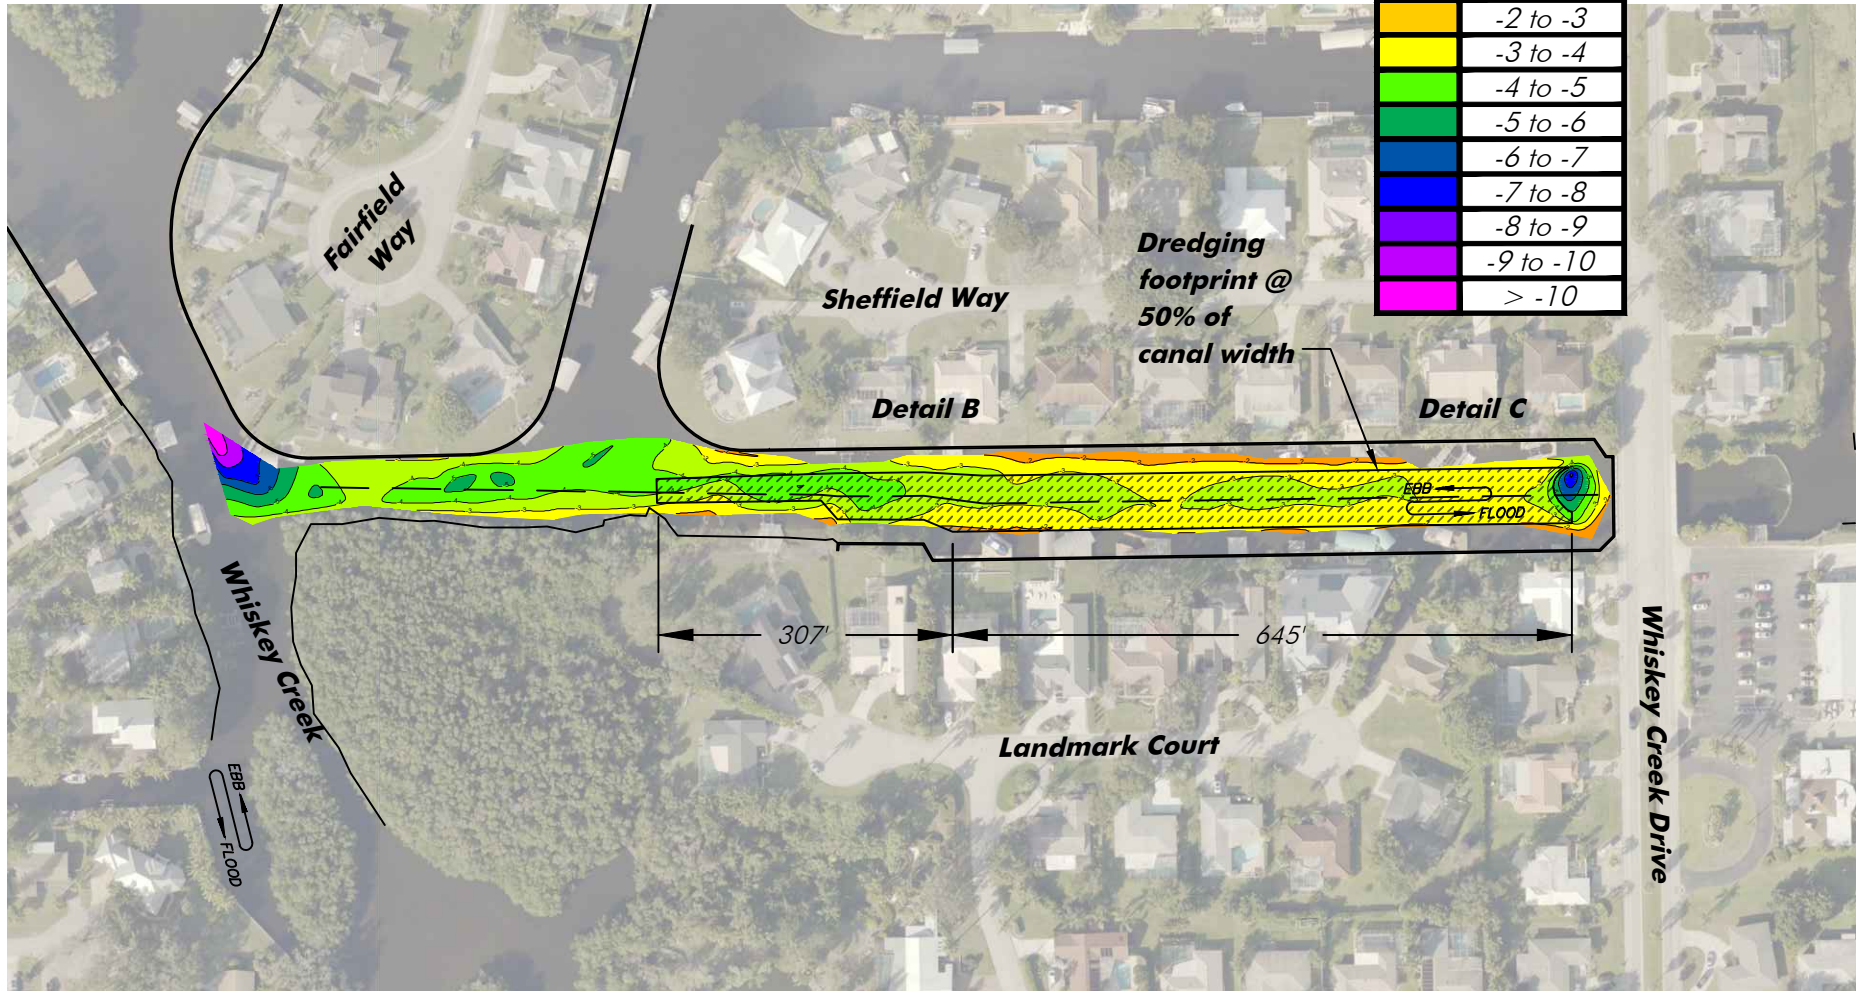 -2 to -3
-3 to -4
-4 to -5
-5 to -6
-6 to -7
-7 to -8
-8 to -9
-9 to -10
> -10
Fairfield
Way
Sheffield Way
Dredging
footprint @
50% of
canal width
Detail B
Detail C
EBB
FLOOD
307'
645'
Whiskey Creek
Landmark Court
Whiskey Creek Drive
EBB
FLOOD